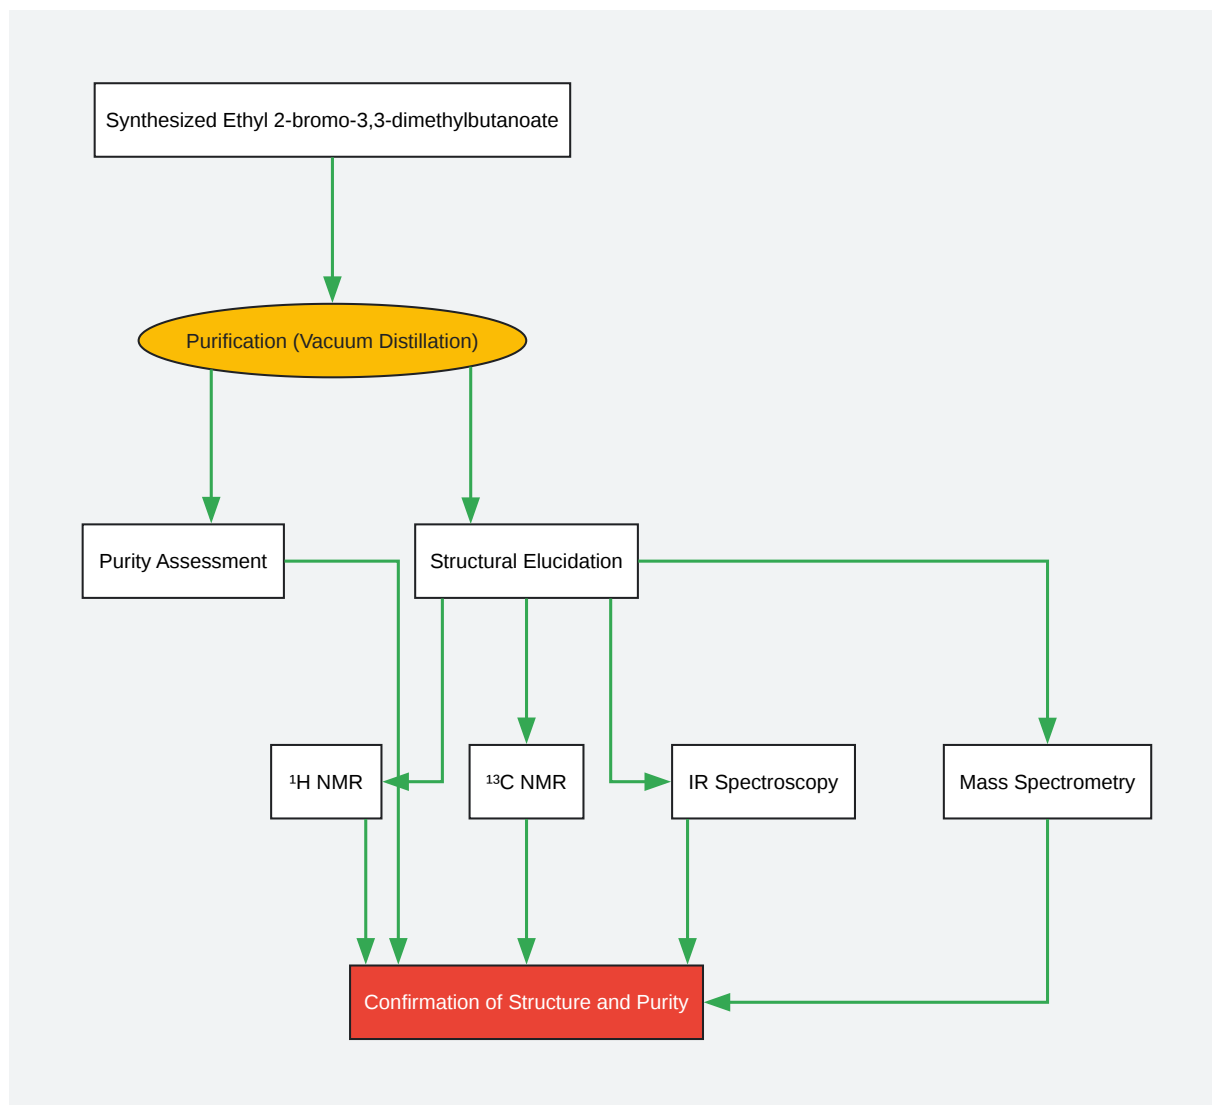 Synthesized Ethyl 2-bromo-3,3-dimethylbutanoate
Purification (Vacuum Distillation)
Purity Assessment
Structural Elucidation
¹H NMR
¹³C NMR
IR Spectroscopy
Mass Spectrometry
Confirmation of Structure and Purity